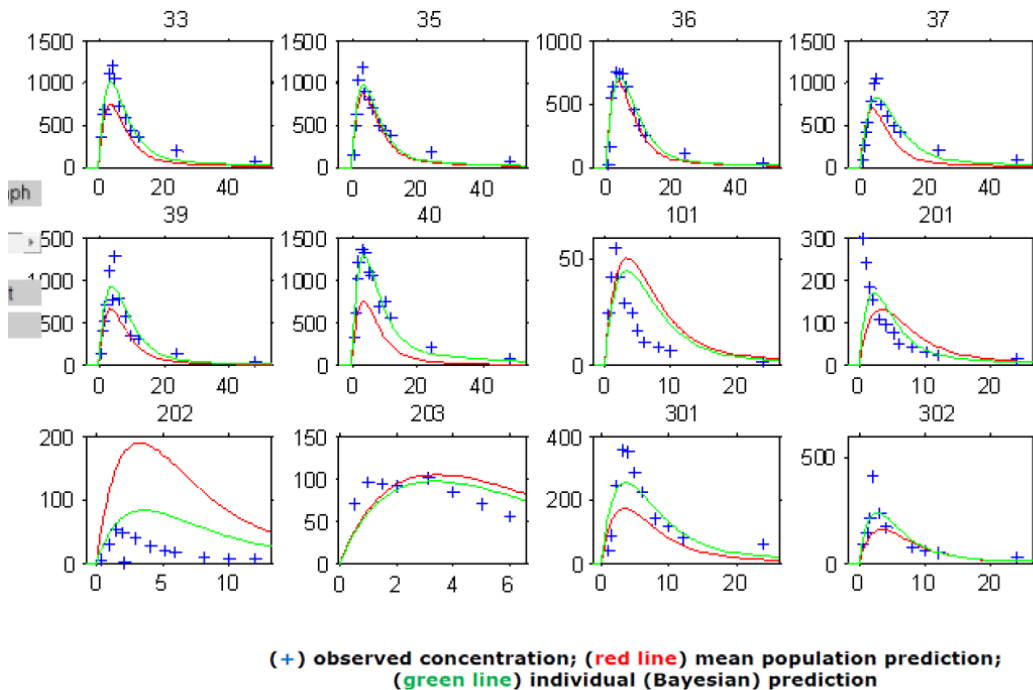 33 35 36 37
1500 1500 1000 1500
1000 1000 1000
500 500 500 500
0 0 0 0
0 20 40 0 20 40 0 20 40 0 20 40
ph
39 40 101 201
1500 1500 300
1000 1000 50 200
t
500 500 100
0 0 0 0
0 20 40 0 20 40 0 10 20 0 10 20
202 203 301 302
200 150 400
100 100 200 500
50
0 0 0 0
0 5 10 0 2 4 6 0 10 20 0 10 20
(+) observed concentration; (red line) mean population prediction;
(green line) individual (Bayesian) prediction